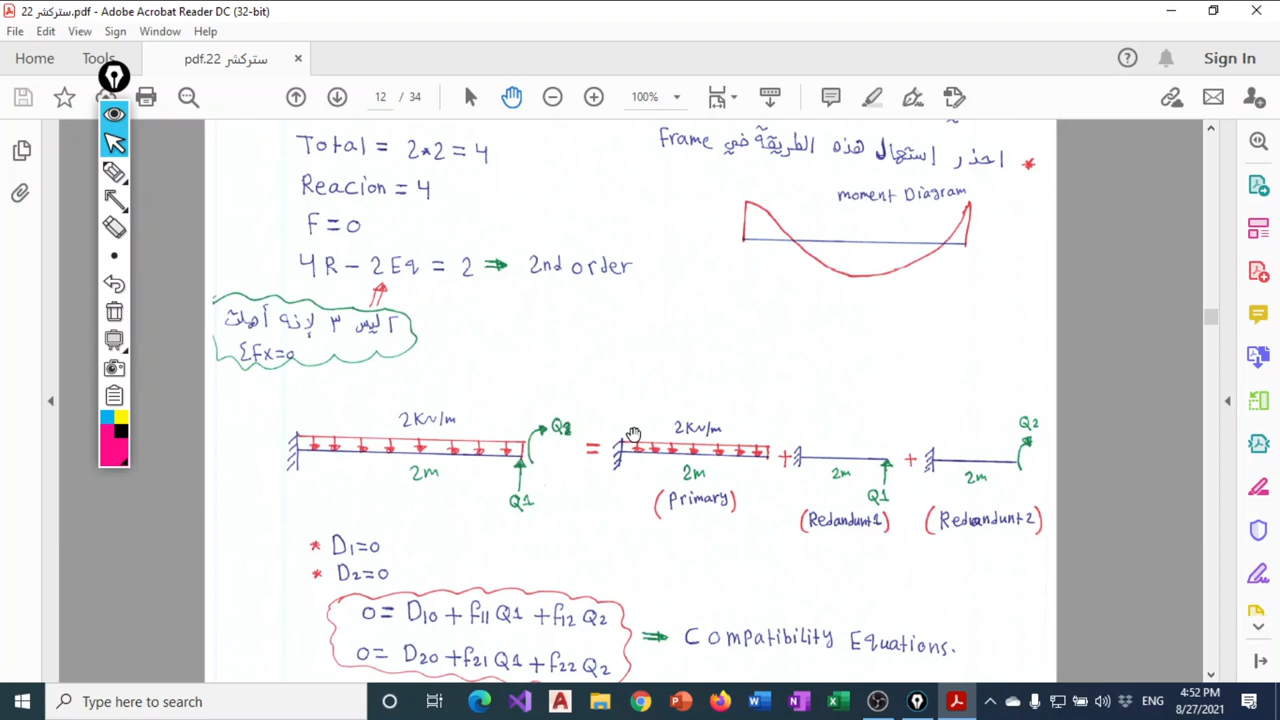 22 ستركشر.pdf - Adobe Acrobat Reader DC (32-bit)
File Edit View Sign Window Help
Home Tools 22 ستركشر.pdf Sign In
12 / 34 100%
Total = 2*2 = 4
احذر استعمال هذه الطريقة في Frame *
Reacion = 4
moment Diagram
F = 0
4R - 2Eq = 2 ⇒ 2nd order
٢ ليس ٣ لإنه أهملت
ΣFx=0
2KN/m Q2 = 2KN/m + + Q2
2m 2m 2m 2m
Q1 (Primary) Q1
(Redandunt1) (Redandunt2)
* D1=0
* D2=0
0 = D10 + f11 Q1 + f12 Q2
0 = D20 + f21 Q1 + f22 Q2 ⇒ Compatibility Equations.
Type here to search ENG 4:52 PM
8/27/2021